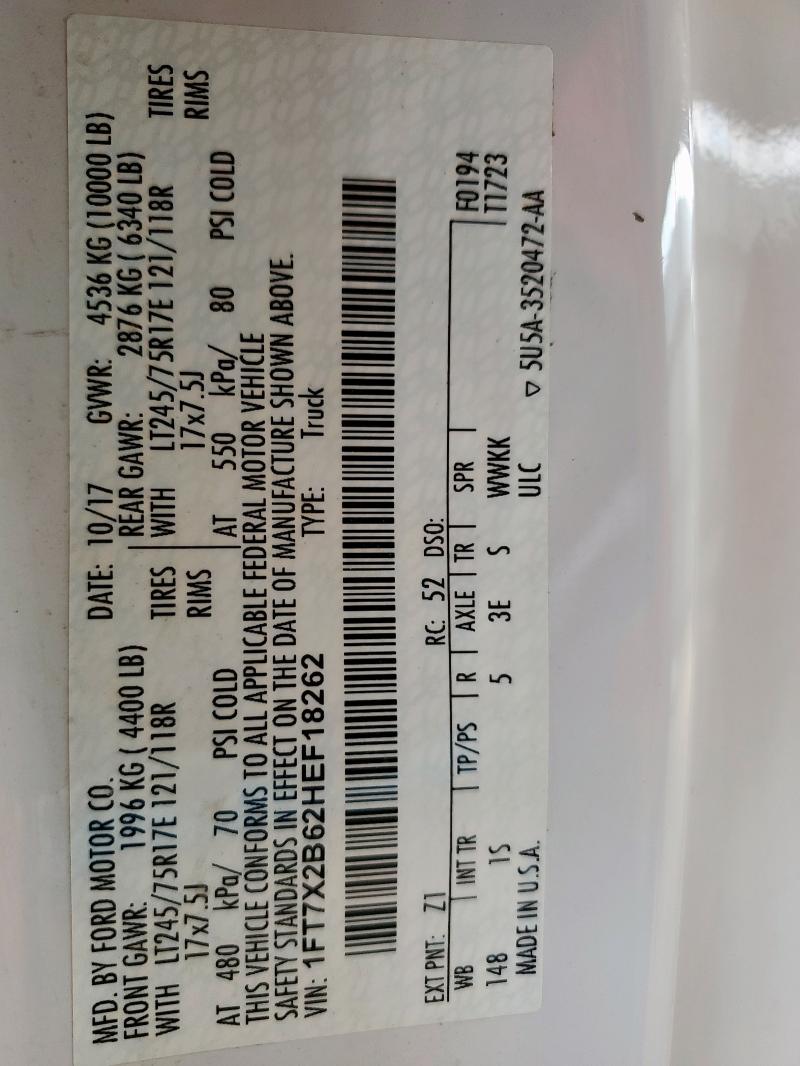 MFD. BY FORD MOTOR CO. DATE: 10/17 GVWR: 4536 KG (10000 LB)
FRONT GAWR: 1996 KG ( 4400 LB) REAR GAWR: 2876 KG ( 6340 LB)
WITH LT245/75R17E 121/118R TIRES WITH LT245/75R17E 121/118R TIRES
17x7.5J RIMS 17x7.5J RIMS
AT 480 kPa/ 70 PSI COLD AT 550 kPa/ 80 PSI COLD
THIS VEHICLE CONFORMS TO ALL APPLICABLE FEDERAL MOTOR VEHICLE
SAFETY STANDARDS IN EFFECT ON THE DATE OF MANUFACTURE SHOWN ABOVE.
VIN: 1FT7X2B62HEF18262 TYPE: Truck
EXT PNT: Z1 RC: 52 DSO:
WB INT TR TP/PS R AXLE TR SPR F0194
148 1S 5 3E S WWKK T1723
MADE IN U.S.A. ULC ▽ 5U5A-3520472-AA